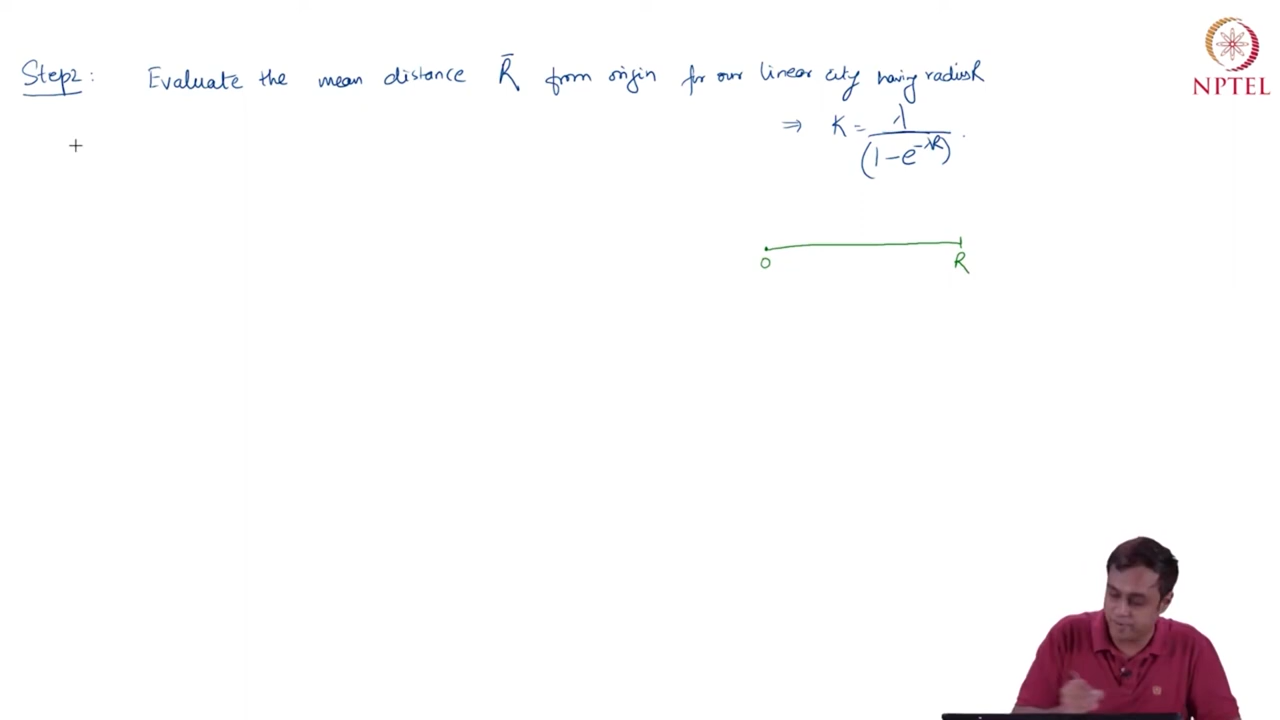 Step2: Evaluate the mean distance R̄ from origin for our linear city having radius R
⇒ K = λ / (1 - e^{-λR}) .
+
0 R
NPTEL